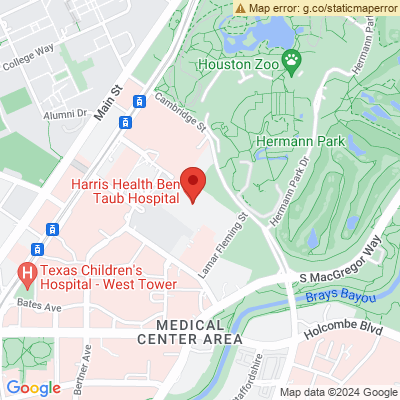 Map error: g.co/staticmaperror
College Way
Main St
Houston Zoo
Hermann Park
Alumni Dr
Cambridge St
Hermann Park
Harris Health Ben
Taub Hospital
Hermann Park Dr
Lamar Fleming St
S MacGregor Way
Texas Children's
Hospital - West Tower
Brays Bayou
Bates Ave
MEDICAL
CENTER AREA
Holcombe Blvd
Bertner Ave
Staffordshire
Google
Map data ©2024 Google